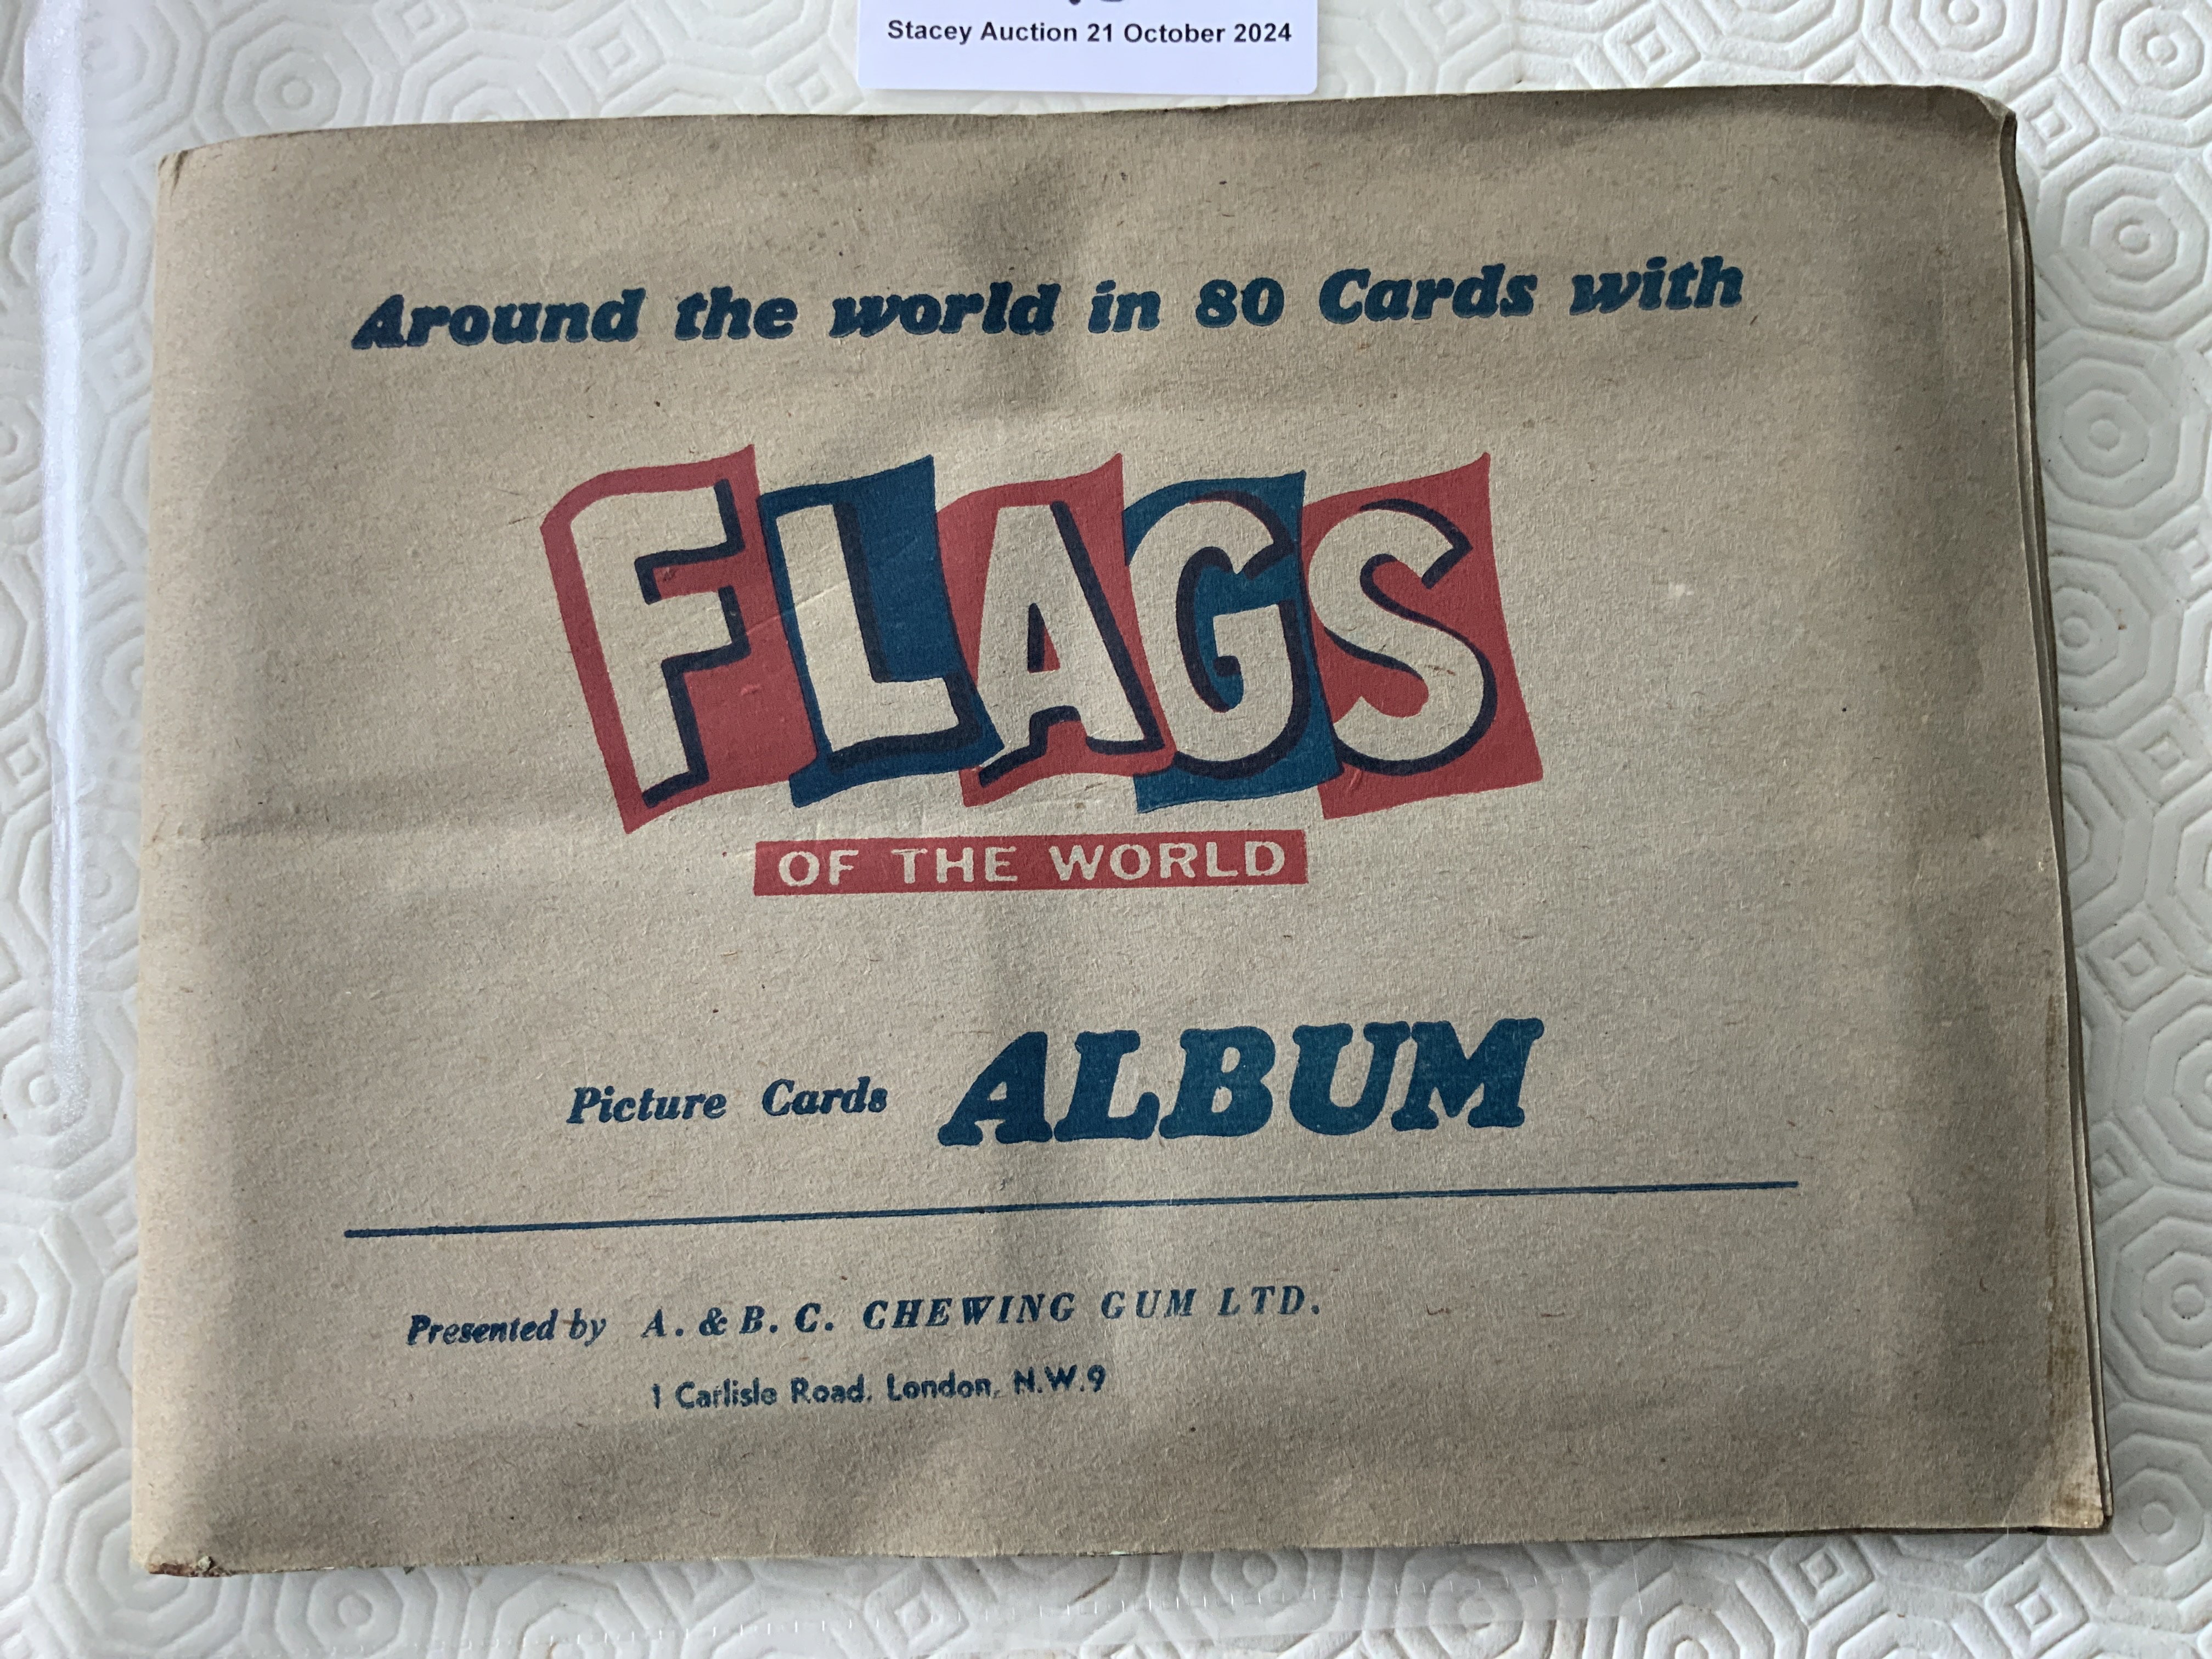 Stacey Auction 21 October 2024
Around the world in 80 Cards with
FLAGS
OF THE WORLD
Picture Cards ALBUM
Presented by A. & B. C. CHEWING GUM LTD.
1 Carlisle Road, London, N.W.9